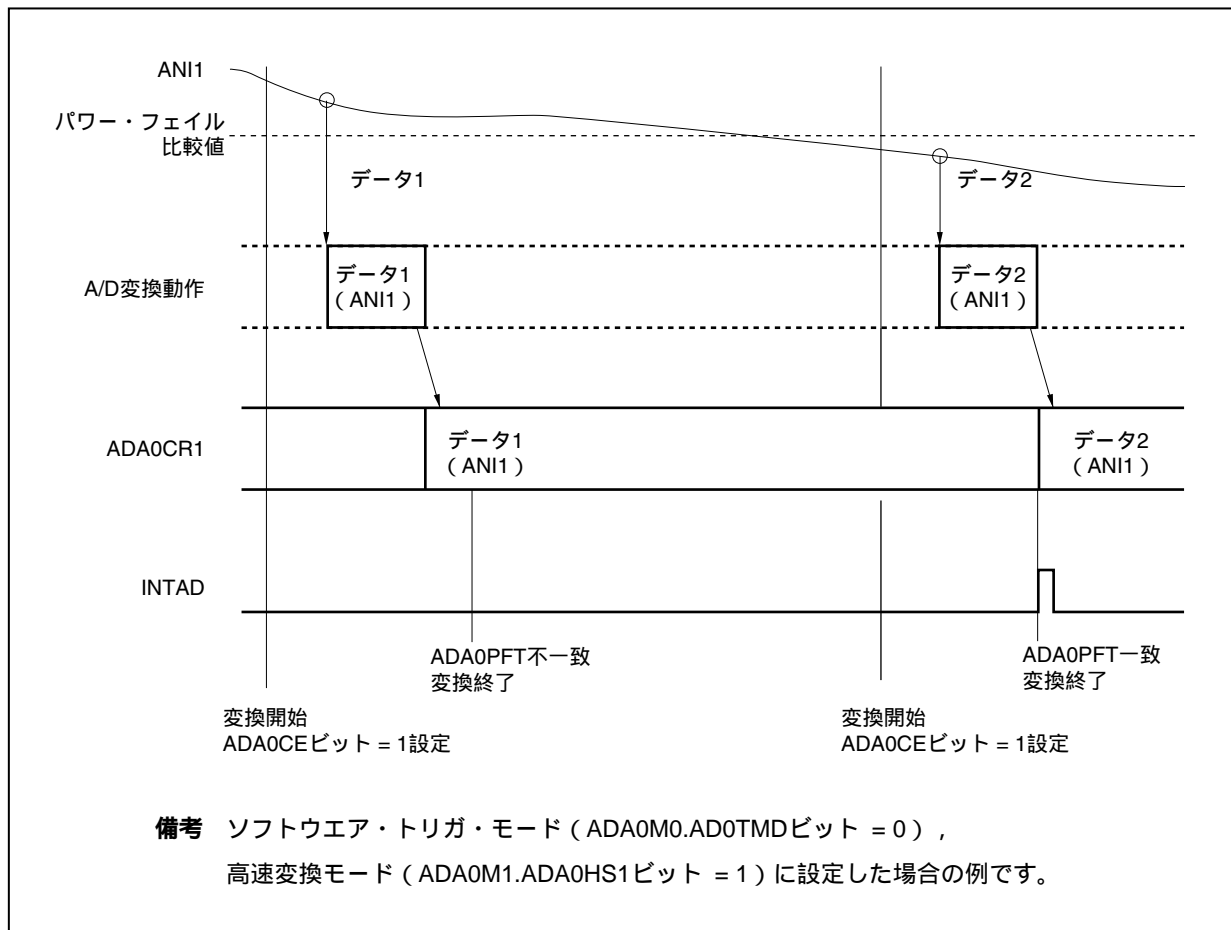 ANI1
パワー・フェイル
比較値
データ1
データ2
A/D変換動作
データ1
（ANI1）
データ2
（ANI1）
ADA0CR1
データ1
（ANI1）
データ2
（ANI1）
INTAD
ADA0PFT不一致
変換終了
ADA0PFT一致
変換終了
変換開始
ADA0CEビット = 1設定
変換開始
ADA0CEビット = 1設定
備考 ソフトウエア・トリガ・モード（ADA0M0.AD0TMDビット = 0），
高速変換モード（ADA0M1.ADA0HS1ビット = 1）に設定した場合の例です。